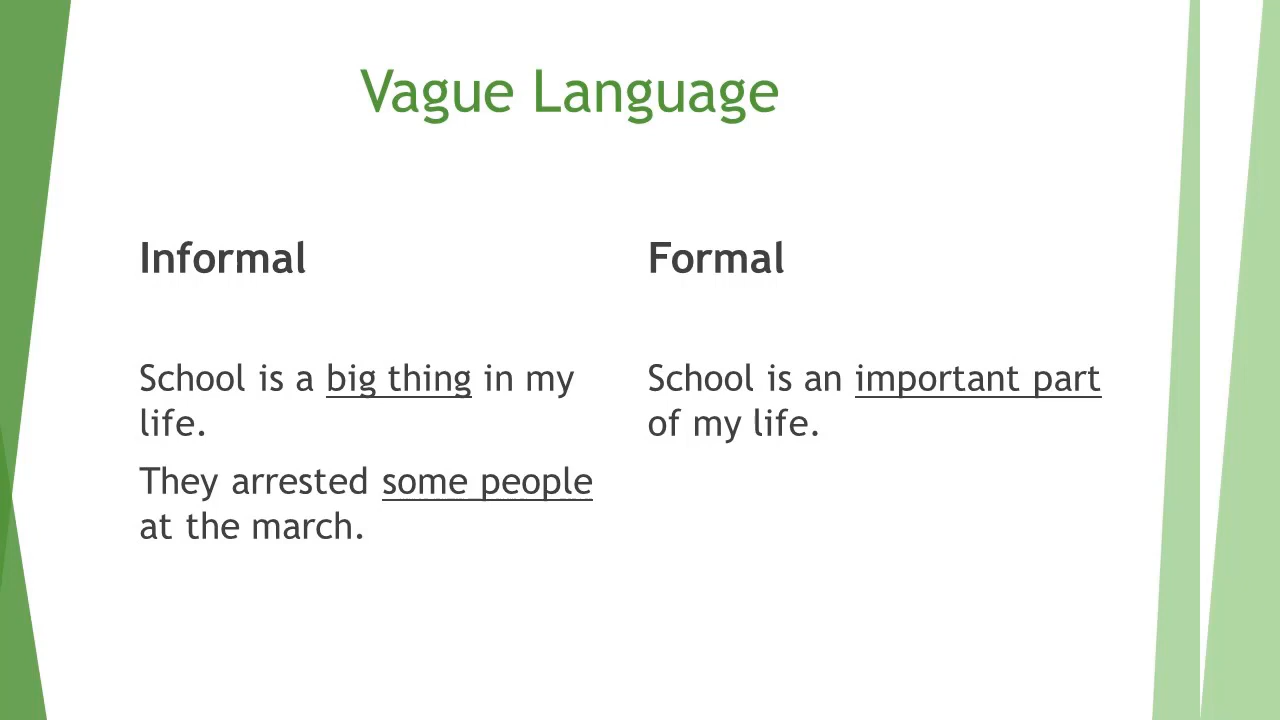 Vague Language
Informal
School is a big thing in my
life.
They arrested some people
at the march.
Formal
School is an important part
of my life.